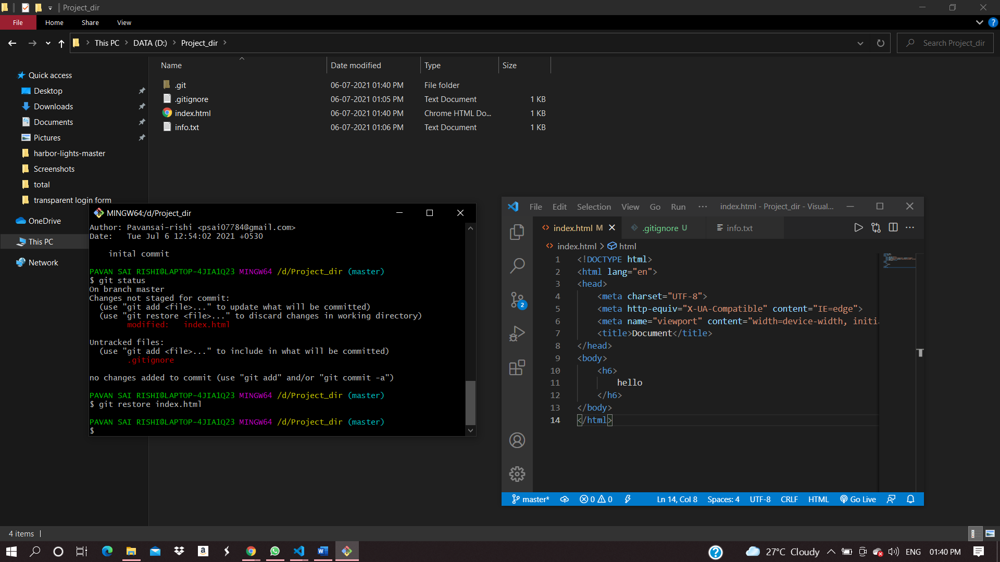 Project_dir
File Home Share View
This PC DATA (D:) Project_dir
Search Project_dir
Name Date modified Type Size
.git 06-07-2021 01:40 PM File folder
.gitignore 06-07-2021 01:05 PM Text Document 1 KB
index.html 06-07-2021 01:40 PM Chrome HTML Do... 1 KB
info.txt 06-07-2021 01:06 PM Text Document 1 KB
Quick access
Desktop
Downloads
Documents
Pictures
harbor-lights-master
Screenshots
total
transparent login form
OneDrive
This PC
Network
MINGW64:/d/Project_dir
Author: Pavansai-rishi <psai07784@gmail.com>
Date:   Tue Jul 6 12:54:02 2021 +0530
inital commit
PAVAN SAI RISHI@LAPTOP-4JIA1Q23 MINGW64 /d/Project_dir (master)
$ git status
On branch master
Changes not staged for commit:
(use "git add <file>..." to update what will be committed)
(use "git restore <file>..." to discard changes in working directory)
modified:   index.html
Untracked files:
(use "git add <file>..." to include in what will be committed)
.gitignore
no changes added to commit (use "git add" and/or "git commit -a")
PAVAN SAI RISHI@LAPTOP-4JIA1Q23 MINGW64 /d/Project_dir (master)
$ git restore index.html
PAVAN SAI RISHI@LAPTOP-4JIA1Q23 MINGW64 /d/Project_dir (master)
$
File Edit Selection View Go Run ··· index.html - Project_dir - Visual...
index.html M .gitignore U info.txt
index.html > html
1 <!DOCTYPE html>
2 <html lang="en">
3 <head>
4 <meta charset="UTF-8">
5 <meta http-equiv="X-UA-Compatible" content="IE=edge">
6 <meta name="viewport" content="width=device-width, initia
7 <title>Document</title>
8 </head>
9 <body>
10 <h6>
11 hello
12 </h6>
13 </body>
14 </html>
2
master* 0 0 Ln 14, Col 8 Spaces: 4 UTF-8 CRLF HTML Go Live
4 items
27°C Cloudy ENG 01:40 PM